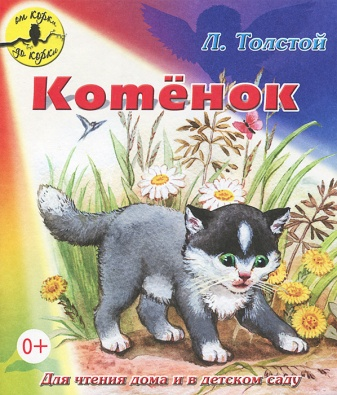 от корки
до корки
Л. Толстой
Котёнок
0+
Для чтения дома и в детском саду